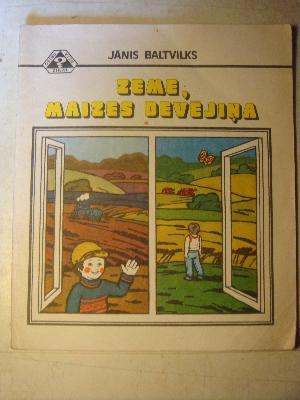 JĀNIS BALTVILKS
ZEME,
MAIZES DEVĒJIŅA